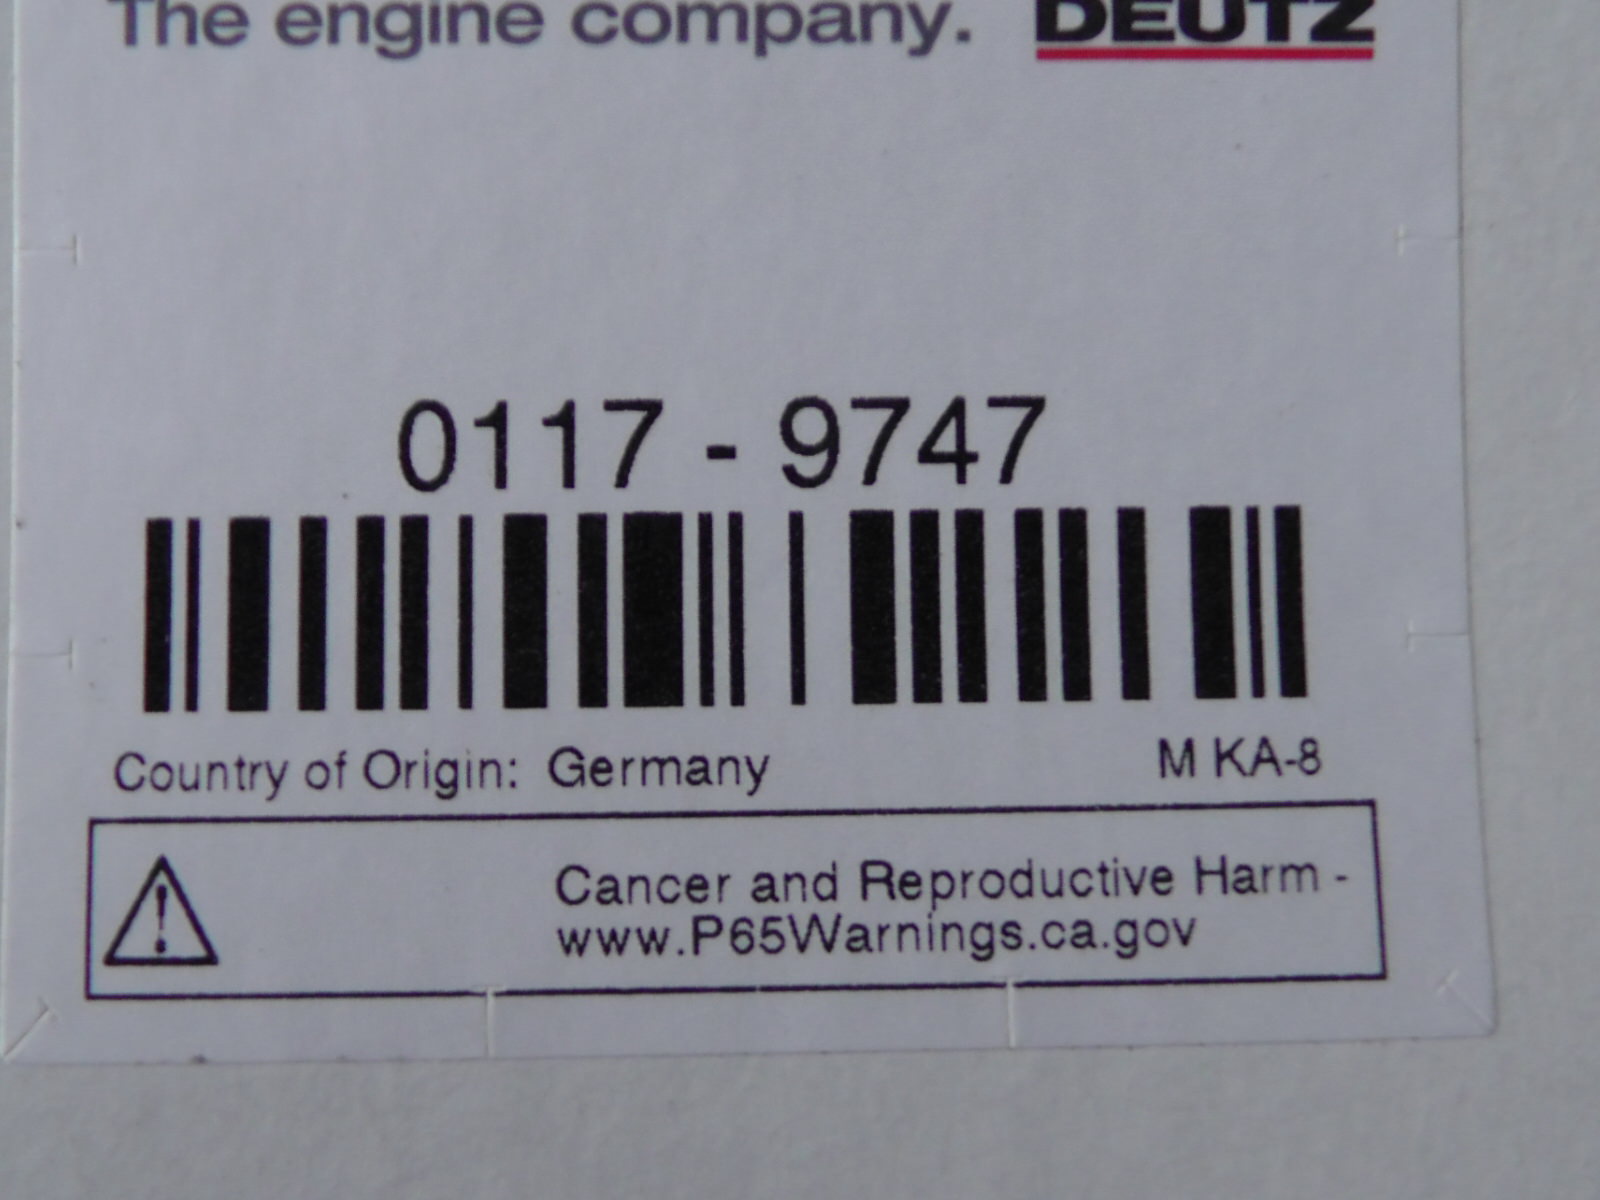 The engine company. DEUTZ
0117 - 9747
Country of Origin: Germany M KA-8
Cancer and Reproductive Harm -
www.P65Warnings.ca.gov